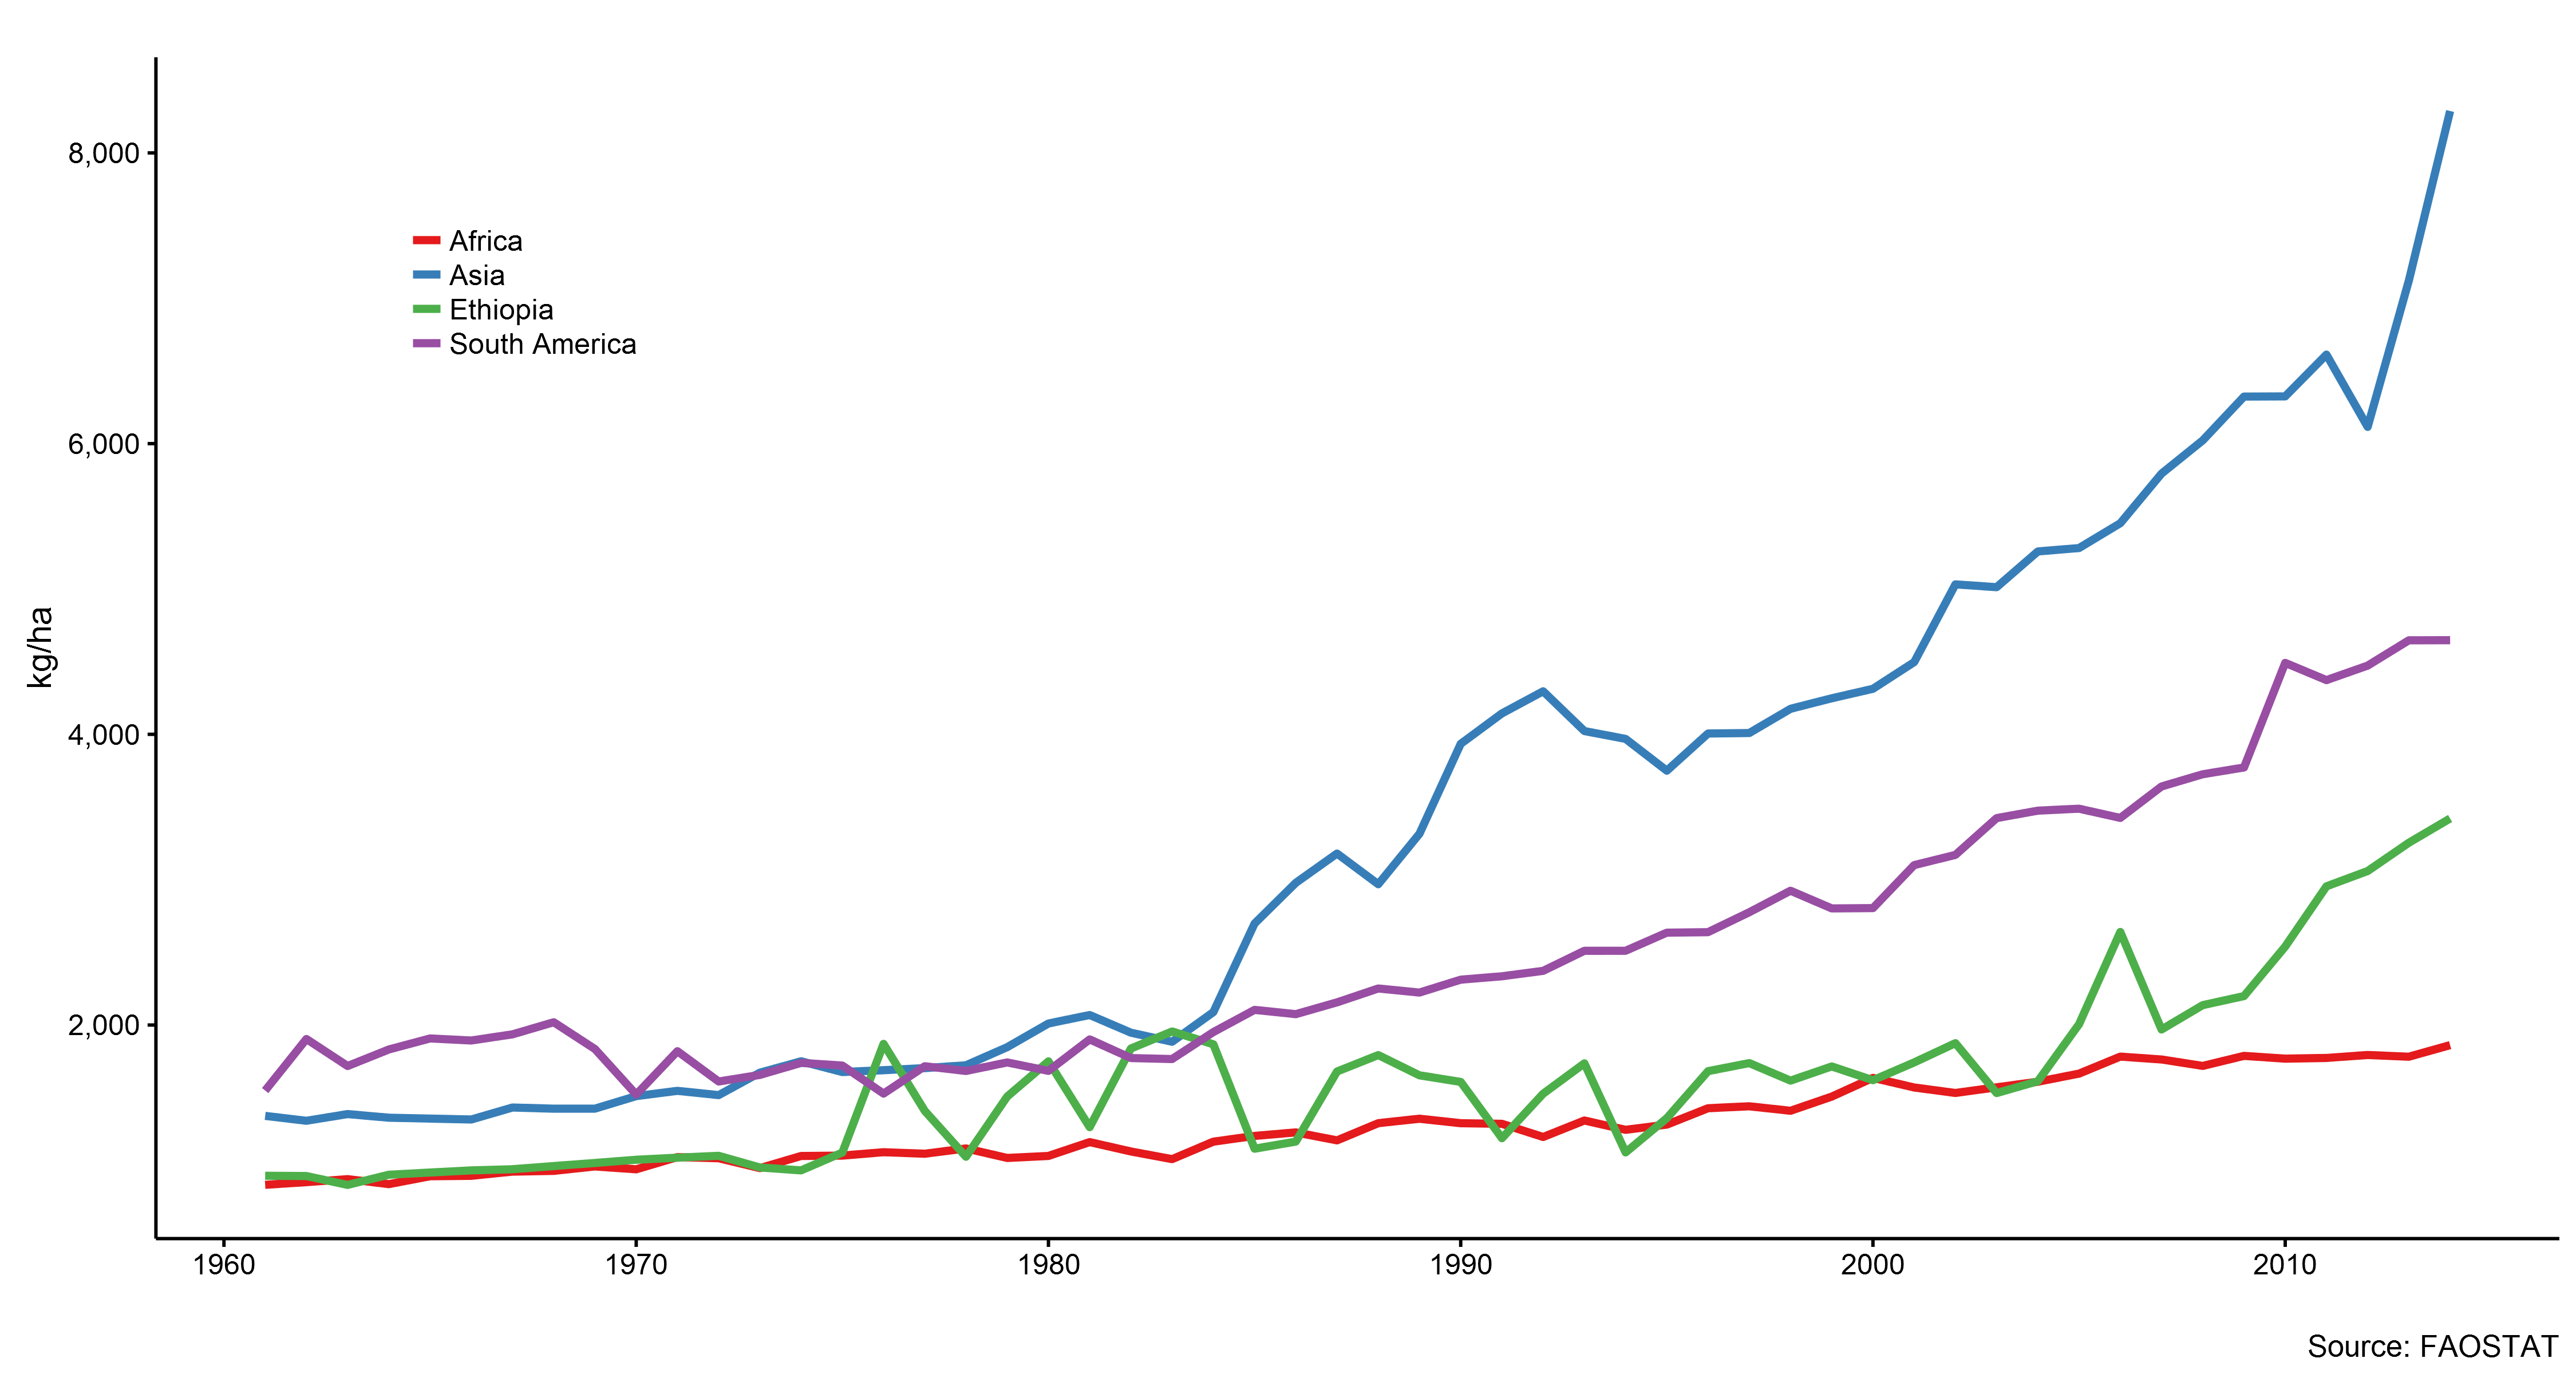 8,000
6,000
4,000
2,000
kg/ha
Africa
Asia
Ethiopia
South America
1960 1970 1980 1990 2000 2010
Source: FAOSTAT